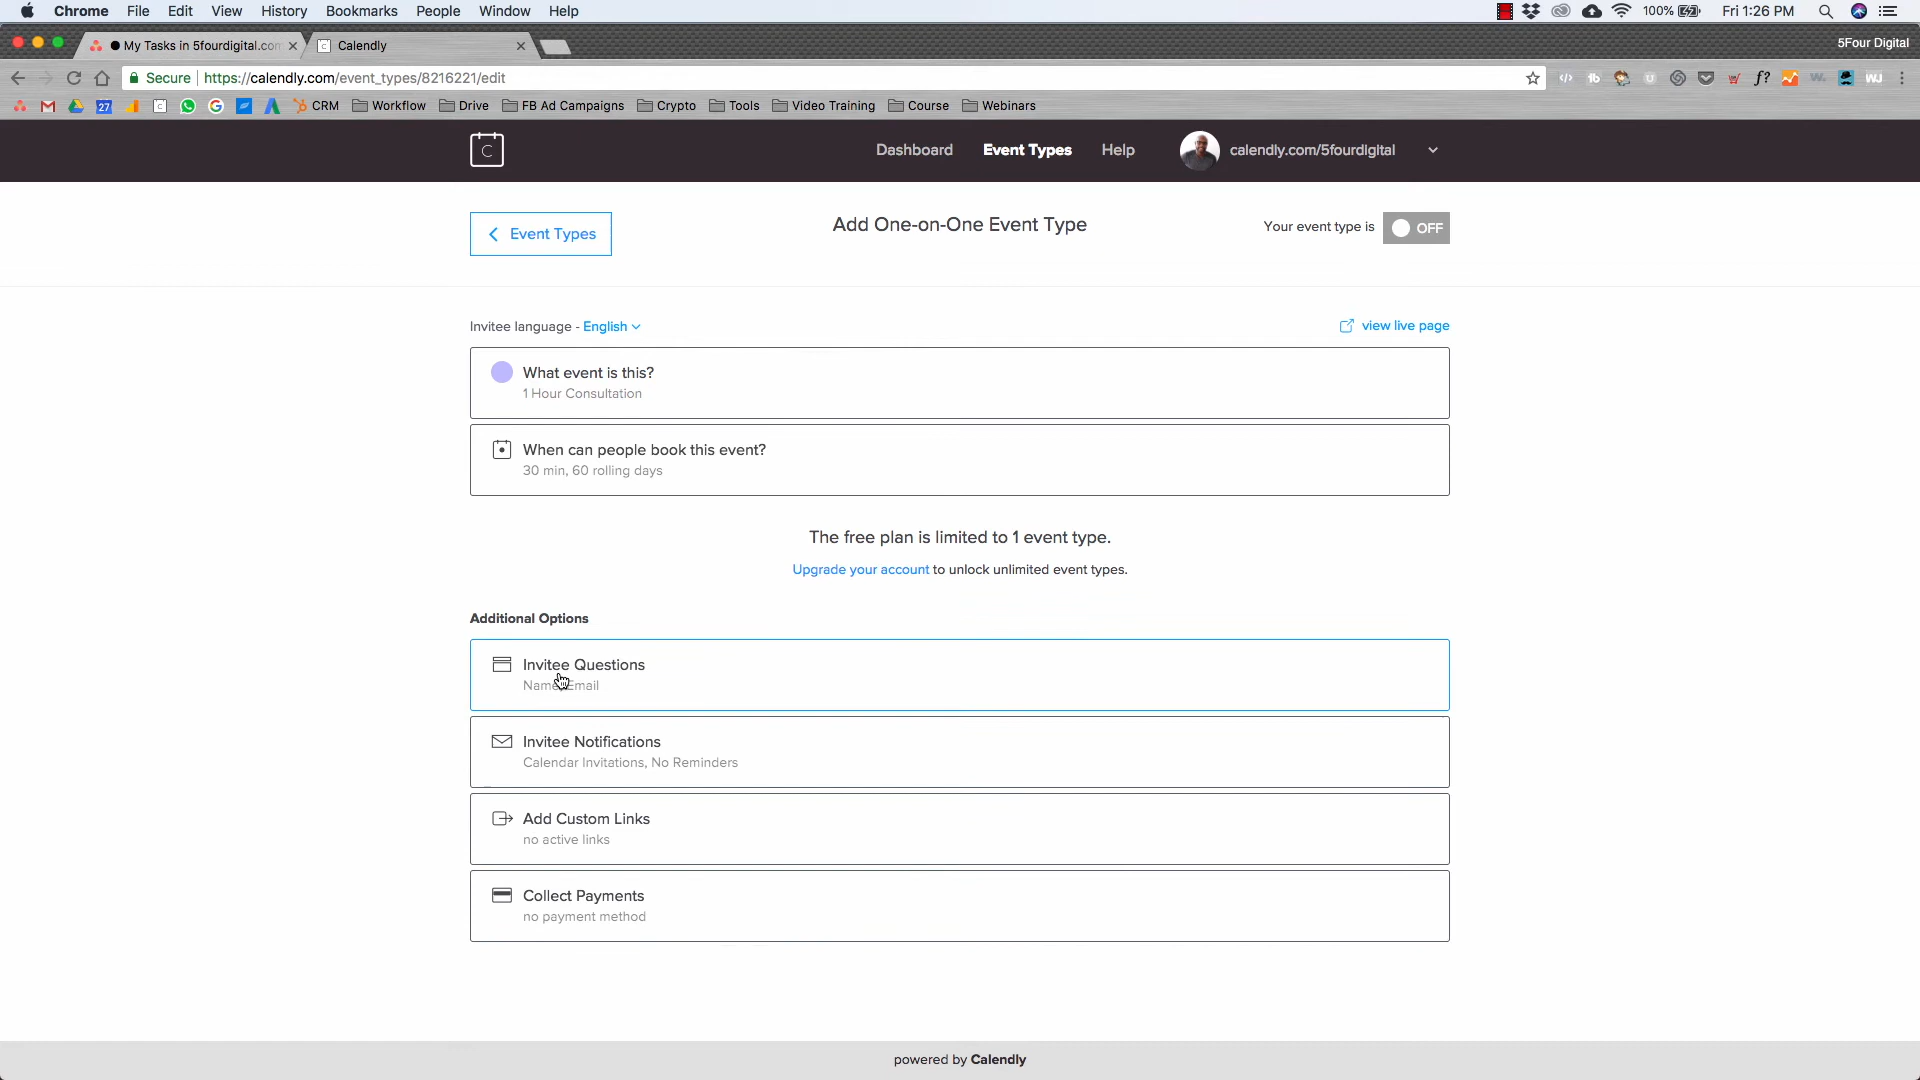 Chrome File Edit View History Bookmarks People Window Help 100% Fri 1:26 PM
My Tasks in 5fourdigital.com Calendly 5Four Digital
Secure https://calendly.com/event_types/8216221/edit
27 CRM Workflow Drive FB Ad Campaigns Crypto Tools Video Training Course Webinars
C Dashboard Event Types Help calendly.com/5fourdigital
Event Types Add One-on-One Event Type Your event type is OFF
Invitee language - English view live page
What event is this?
1 Hour Consultation
When can people book this event?
30 min, 60 rolling days
The free plan is limited to 1 event type.
Upgrade your account to unlock unlimited event types.
Additional Options
Invitee Questions
Name, Email
Invitee Notifications
Calendar Invitations, No Reminders
Add Custom Links
no active links
Collect Payments
no payment method
powered by Calendly